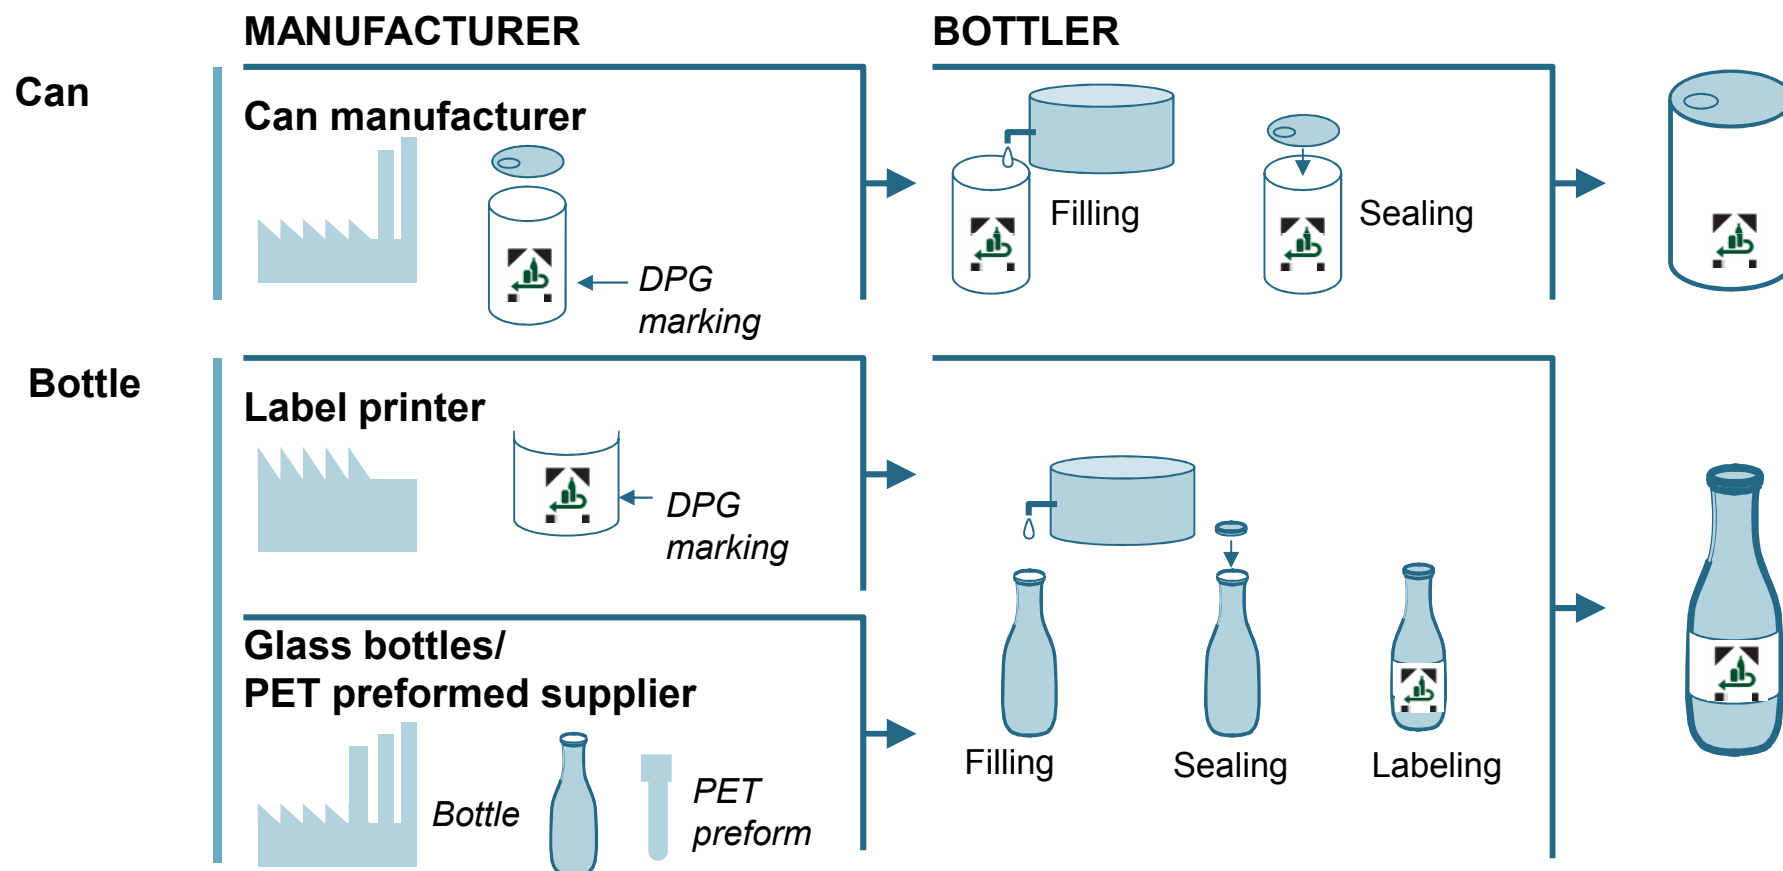 MANUFACTURER
BOTTLER
Can
Can manufacturer
DPG
marking
Filling
Sealing
Bottle
Label printer
DPG
marking
Glass bottles/
PET preformed supplier
Bottle
PET
preform
Filling
Sealing
Labeling